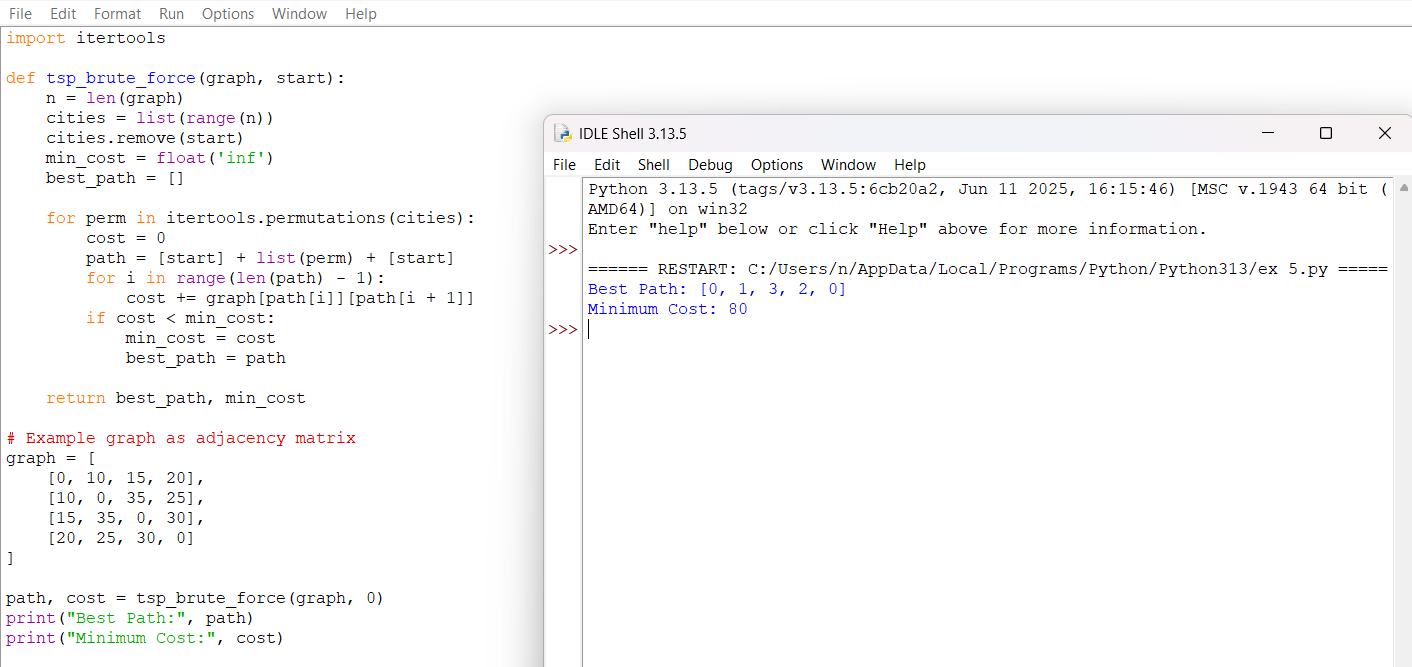 File Edit Format Run Options Window Help
import itertools
def tsp_brute_force(graph, start):
    n = len(graph)
    cities = list(range(n))
    cities.remove(start)
    min_cost = float('inf')
    best_path = []
    for perm in itertools.permutations(cities):
        cost = 0
        path = [start] + list(perm) + [start]
        for i in range(len(path) - 1):
            cost += graph[path[i]][path[i + 1]]
        if cost < min_cost:
            min_cost = cost
            best_path = path
    return best_path, min_cost
# Example graph as adjacency matrix
graph = [
    [0, 10, 15, 20],
    [10, 0, 35, 25],
    [15, 35, 0, 30],
    [20, 25, 30, 0]
]
path, cost = tsp_brute_force(graph, 0)
print("Best Path:", path)
print("Minimum Cost:", cost)
IDLE Shell 3.13.5
File Edit Shell Debug Options Window Help
Python 3.13.5 (tags/v3.13.5:6cb20a2, Jun 11 2025, 16:15:46) [MSC v.1943 64 bit (
AMD64)] on win32
Enter "help" below or click "Help" above for more information.
>>>
====== RESTART: C:/Users/n/AppData/Local/Programs/Python/Python313/ex 5.py =====
Best Path: [0, 1, 3, 2, 0]
Minimum Cost: 80
>>>